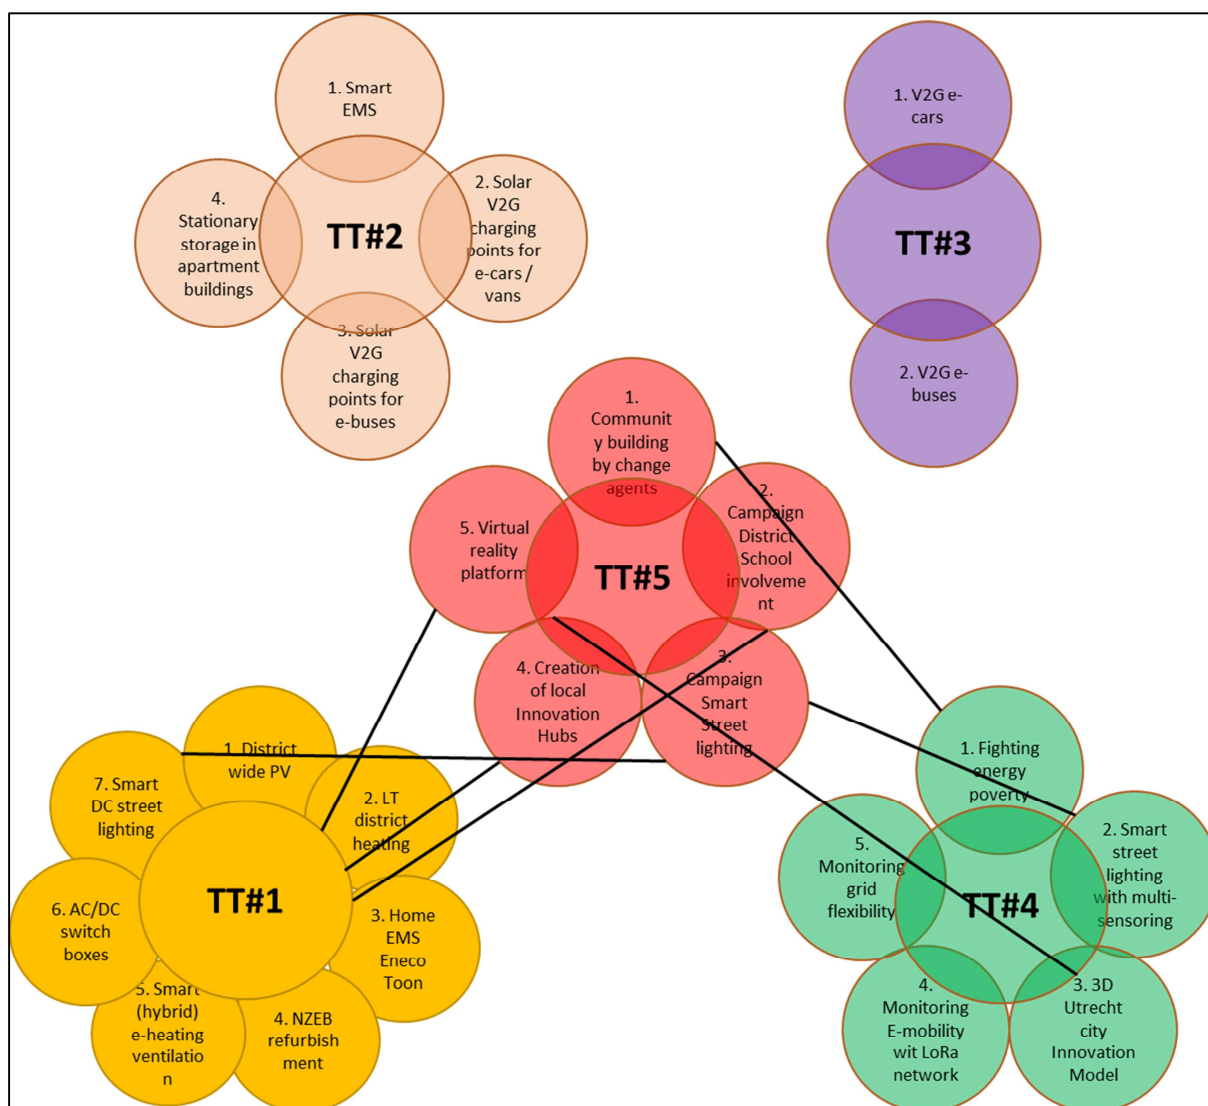 1. Smart
EMS
4.
Stationary
storage in
apartment
buildings
TT#2
2. Solar
V2G
charging
points for
e-cars /
vans
3. Solar
V2G
charging
points for
e-buses
1. V2G e-
cars
TT#3
2. V2G e-
buses
1.
Communit
y building
by change
agents
5. Virtual
reality
platform
TT#5
2.
Campaign
District
School
involveme
nt
4. Creation
of local
Innovation
Hubs
3.
Campaign
Smart
Street
lighting
1. District
wide PV
7. Smart
DC street
lighting
2. LT
district
heating
TT#1
6. AC/DC
switch
boxes
3. Home
EMS
Eneco
Toon
5. Smart
(hybrid)
e-heating
ventilatio
n
4. NZEB
refurbish
ment
1. Fighting
energy
poverty
5.
Monitoring
grid
flexibility
TT#4
2. Smart
street
lighting
with multi-
sensoring
4.
Monitoring
E-mobility
wit LoRa
network
3. 3D
Utrecht
city
Innovation
Model